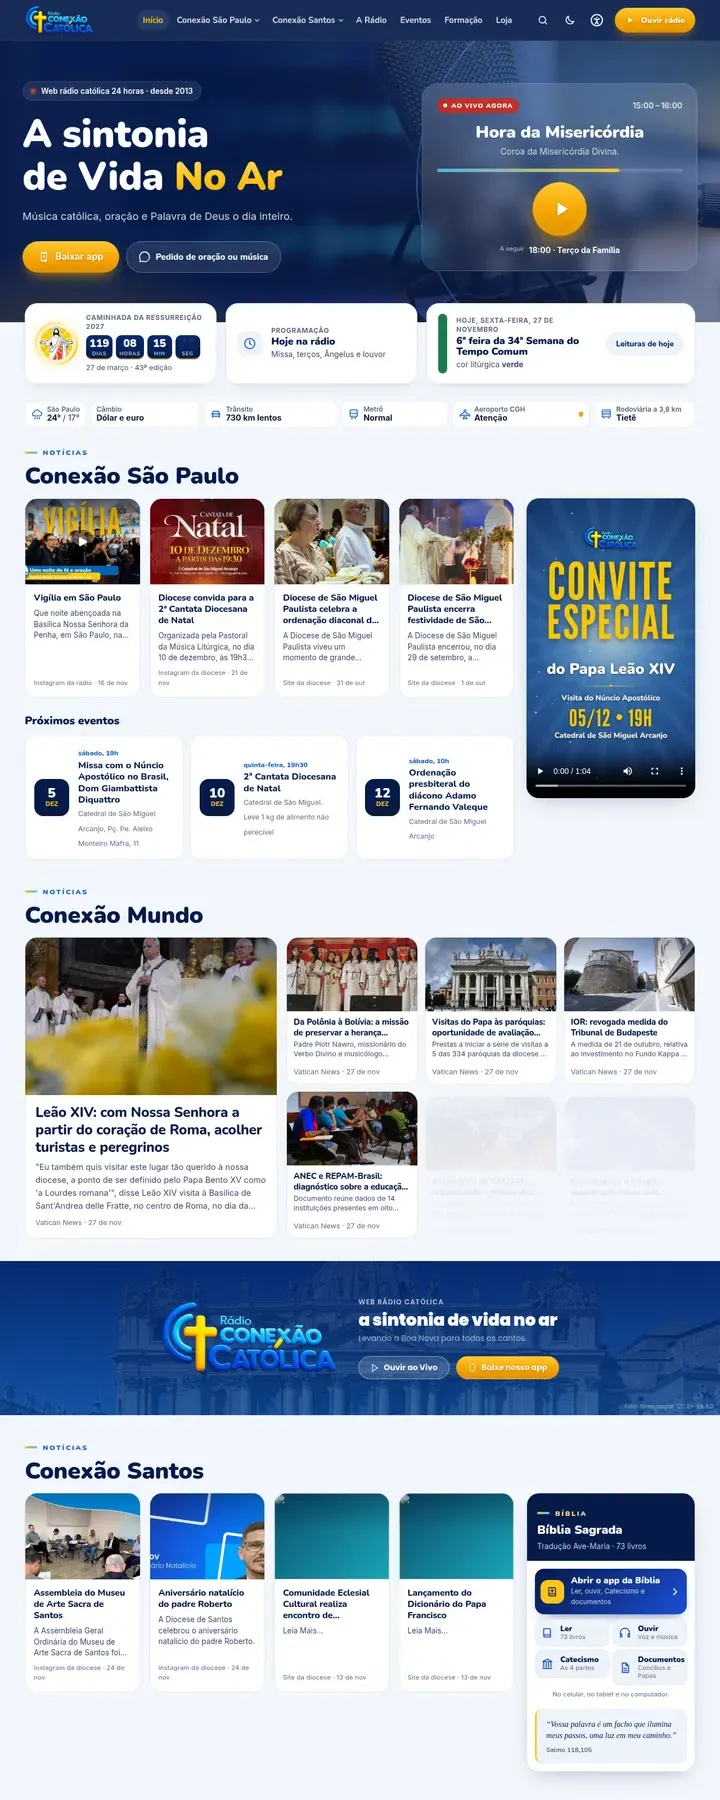 Rádio
CONEXÃO
CATÓLICA
Início
Conexão São Paulo
Conexão Santos
A Rádio
Eventos
Formação
Loja
Ouvir rádio
Web rádio católica 24 horas · desde 2013
A sintonia
de Vida No Ar
Música católica, oração e Palavra de Deus o dia inteiro.
Baixar app
Pedido de oração ou música
AO VIVO AGORA
15:00 – 16:00
Hora da Misericórdia
Coroa da Misericórdia Divina.
A seguir 18:00 · Terço da Família
CAMINHADA DA RESSURREIÇÃO
2027
119 08 15
DIAS HORAS MIN SEG
27 de março · 43ª edição
PROGRAMAÇÃO
Hoje na rádio
Missa, terços, Ângelus e louvor
HOJE, SEXTA-FEIRA, 27 DE
NOVEMBRO
6ª feira da 34ª Semana do
Tempo Comum
cor litúrgica verde
Leituras de hoje
São Paulo
24° / 17°
Câmbio
Dólar e euro
Trânsito
730 km lentos
Metrô
Normal
Aeroporto CGH
Atenção
Rodoviária a 3,8 km
Tietê
NOTÍCIAS
Conexão São Paulo
VIGÍLIA
Uma noite de fé e oração
Vigília em São Paulo
Que noite abençoada na
Basílica Nossa Senhora da
Penha, em São Paulo, na...
Instagram da rádio · 16 de nov
CANTATA DE
Natal
10 DE DEZEMBRO
A PARTIR DAS 19:30
Catedral de São Miguel Arcanjo
Diocese convida para a
2ª Cantata Diocesana
de Natal
Organizada pela Pastoral
da Música Litúrgica, no dia
10 de dezembro, às 19h3...
Instagram da diocese · 21 de
nov
Diocese de São Miguel
Paulista celebra a
ordenação diaconal d...
A Diocese de São Miguel
Paulista viveu um
momento de grande...
Site da diocese · 31 de out
Diocese de São Miguel
Paulista encerra
festividade de São...
A Diocese de São Miguel
Paulista encerrou, no dia
29 de setembro, a...
Site da diocese · 1 de out
Rádio
CONEXÃO
CATÓLICA
CONVITE
ESPECIAL
do Papa Leão XIV
Visita do Núncio Apostólico
05/12 • 19H
Catedral de São Miguel Arcanjo
0:00 / 1:04
Próximos eventos
5
DEZ
sábado, 19h
Missa com o Núncio
Apostólico no Brasil,
Dom Giambattista
Diquattro
Catedral de São Miguel
Arcanjo, Pç. Pe. Aleixo
Monteiro Mafra, 11
10
DEZ
quinta-feira, 19h30
2ª Cantata Diocesana
de Natal
Catedral de São Miguel.
Leve 1 kg de alimento não
perecível
12
DEZ
sábado, 10h
Ordenação
presbiteral do
diácono Adamo
Fernando Valeque
Catedral de São Miguel
Arcanjo
NOTÍCIAS
Conexão Mundo
Leão XIV: com Nossa Senhora a
partir do coração de Roma, acolher
turistas e peregrinos
"Eu também quis visitar este lugar tão querido à nossa
diocese, a ponto de ser definido pelo Papa Bento XV como
'a Lourdes romana'", disse Leão XIV visita à Basílica de
Sant'Andrea delle Fratte, no centro de Roma, no dia da...
Vatican News · 27 de nov
Da Polônia à Bolívia: a missão
de preservar a herança...
Padre Piotr Nawro, missionário do
Verbo Divino e musicólogo...
Vatican News · 27 de nov
Visitas do Papa às paróquias:
oportunidade de avaliação...
Prestas a iniciar a série de visitas a
5 das 334 paróquias da diocese ...
Vatican News · 27 de nov
IOR: revogada medida do
Tribunal de Budapeste
A medida de 21 de outubro, relativa
ao investimento no Fundo Kappa ...
Vatican News · 27 de nov
ANEC e REPAM-Brasil:
diagnóstico sobre a educaçã...
Documento reúne dados de 14
instituições presentes em oito...
Vatican News · 27 de nov
Rádio
CONEXÃO
CATÓLICA
WEB RÁDIO CATÓLICA
a sintonia de vida no ar
Levando a Boa Nova para todos os cantos.
Ouvir ao Vivo
Baixe nosso app
NOTÍCIAS
Conexão Santos
Assembleia do Museu
de Arte Sacra de
Santos
A Assembleia Geral
Ordinária do Museu de
Arte Sacra de Santos foi...
Instagram da diocese · 24 de
nov
ário Natalício
Aniversário natalício
do padre Roberto
A Diocese de Santos
celebrou o aniversário
natalício do padre Roberto.
Instagram da diocese · 24 de
nov
Comunidade Eclesial
Cultural realiza
encontro de...
Leia Mais...
Site da diocese · 13 de nov
Lançamento do
Dicionário do Papa
Francisco
Leia Mais...
Site da diocese · 13 de nov
BÍBLIA
Bíblia Sagrada
Tradução Ave-Maria · 73 livros
Abrir o app da Bíblia
Ler, ouvir, Catecismo e
documentos
Ler
73 livros
Ouvir
Voz e música
Catecismo
As 4 partes
Documentos
Concílios e
Papas
No celular, no tablet e no computador.
“Vossa palavra é um facho que ilumina
meus passos, uma luz em meu caminho.”
Salmo 118,105